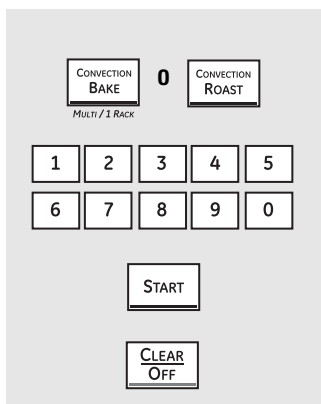 CONVECTION BAKE 0 CONVECTION ROAST
MULTI / 1 RACK
1 2 3 4 5
6 7 8 9 0
START
CLEAR
OFF